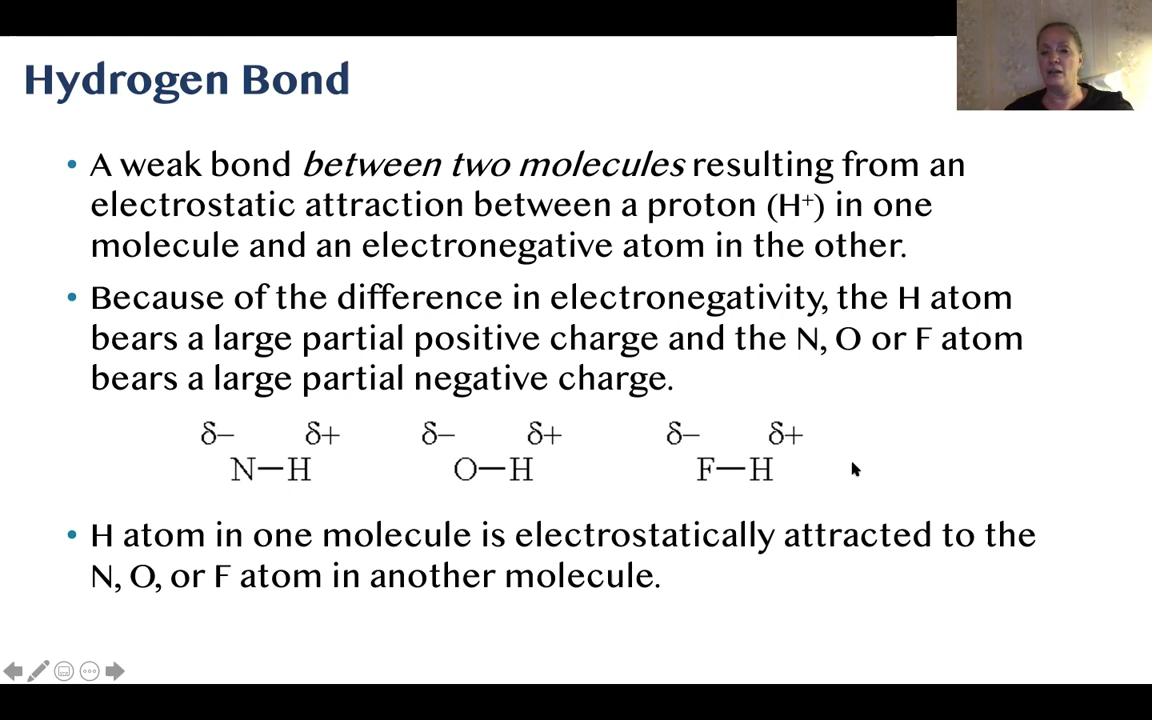 Hydrogen Bond
• A weak bond between two molecules resulting from an
electrostatic attraction between a proton (H⁺) in one
molecule and an electronegative atom in the other.
• Because of the difference in electronegativity, the H atom
bears a large partial positive charge and the N, O or F atom
bears a large partial negative charge.
δ− δ+ δ− δ+ δ− δ+
N—H O—H F—H
• H atom in one molecule is electrostatically attracted to the
N, O, or F atom in another molecule.